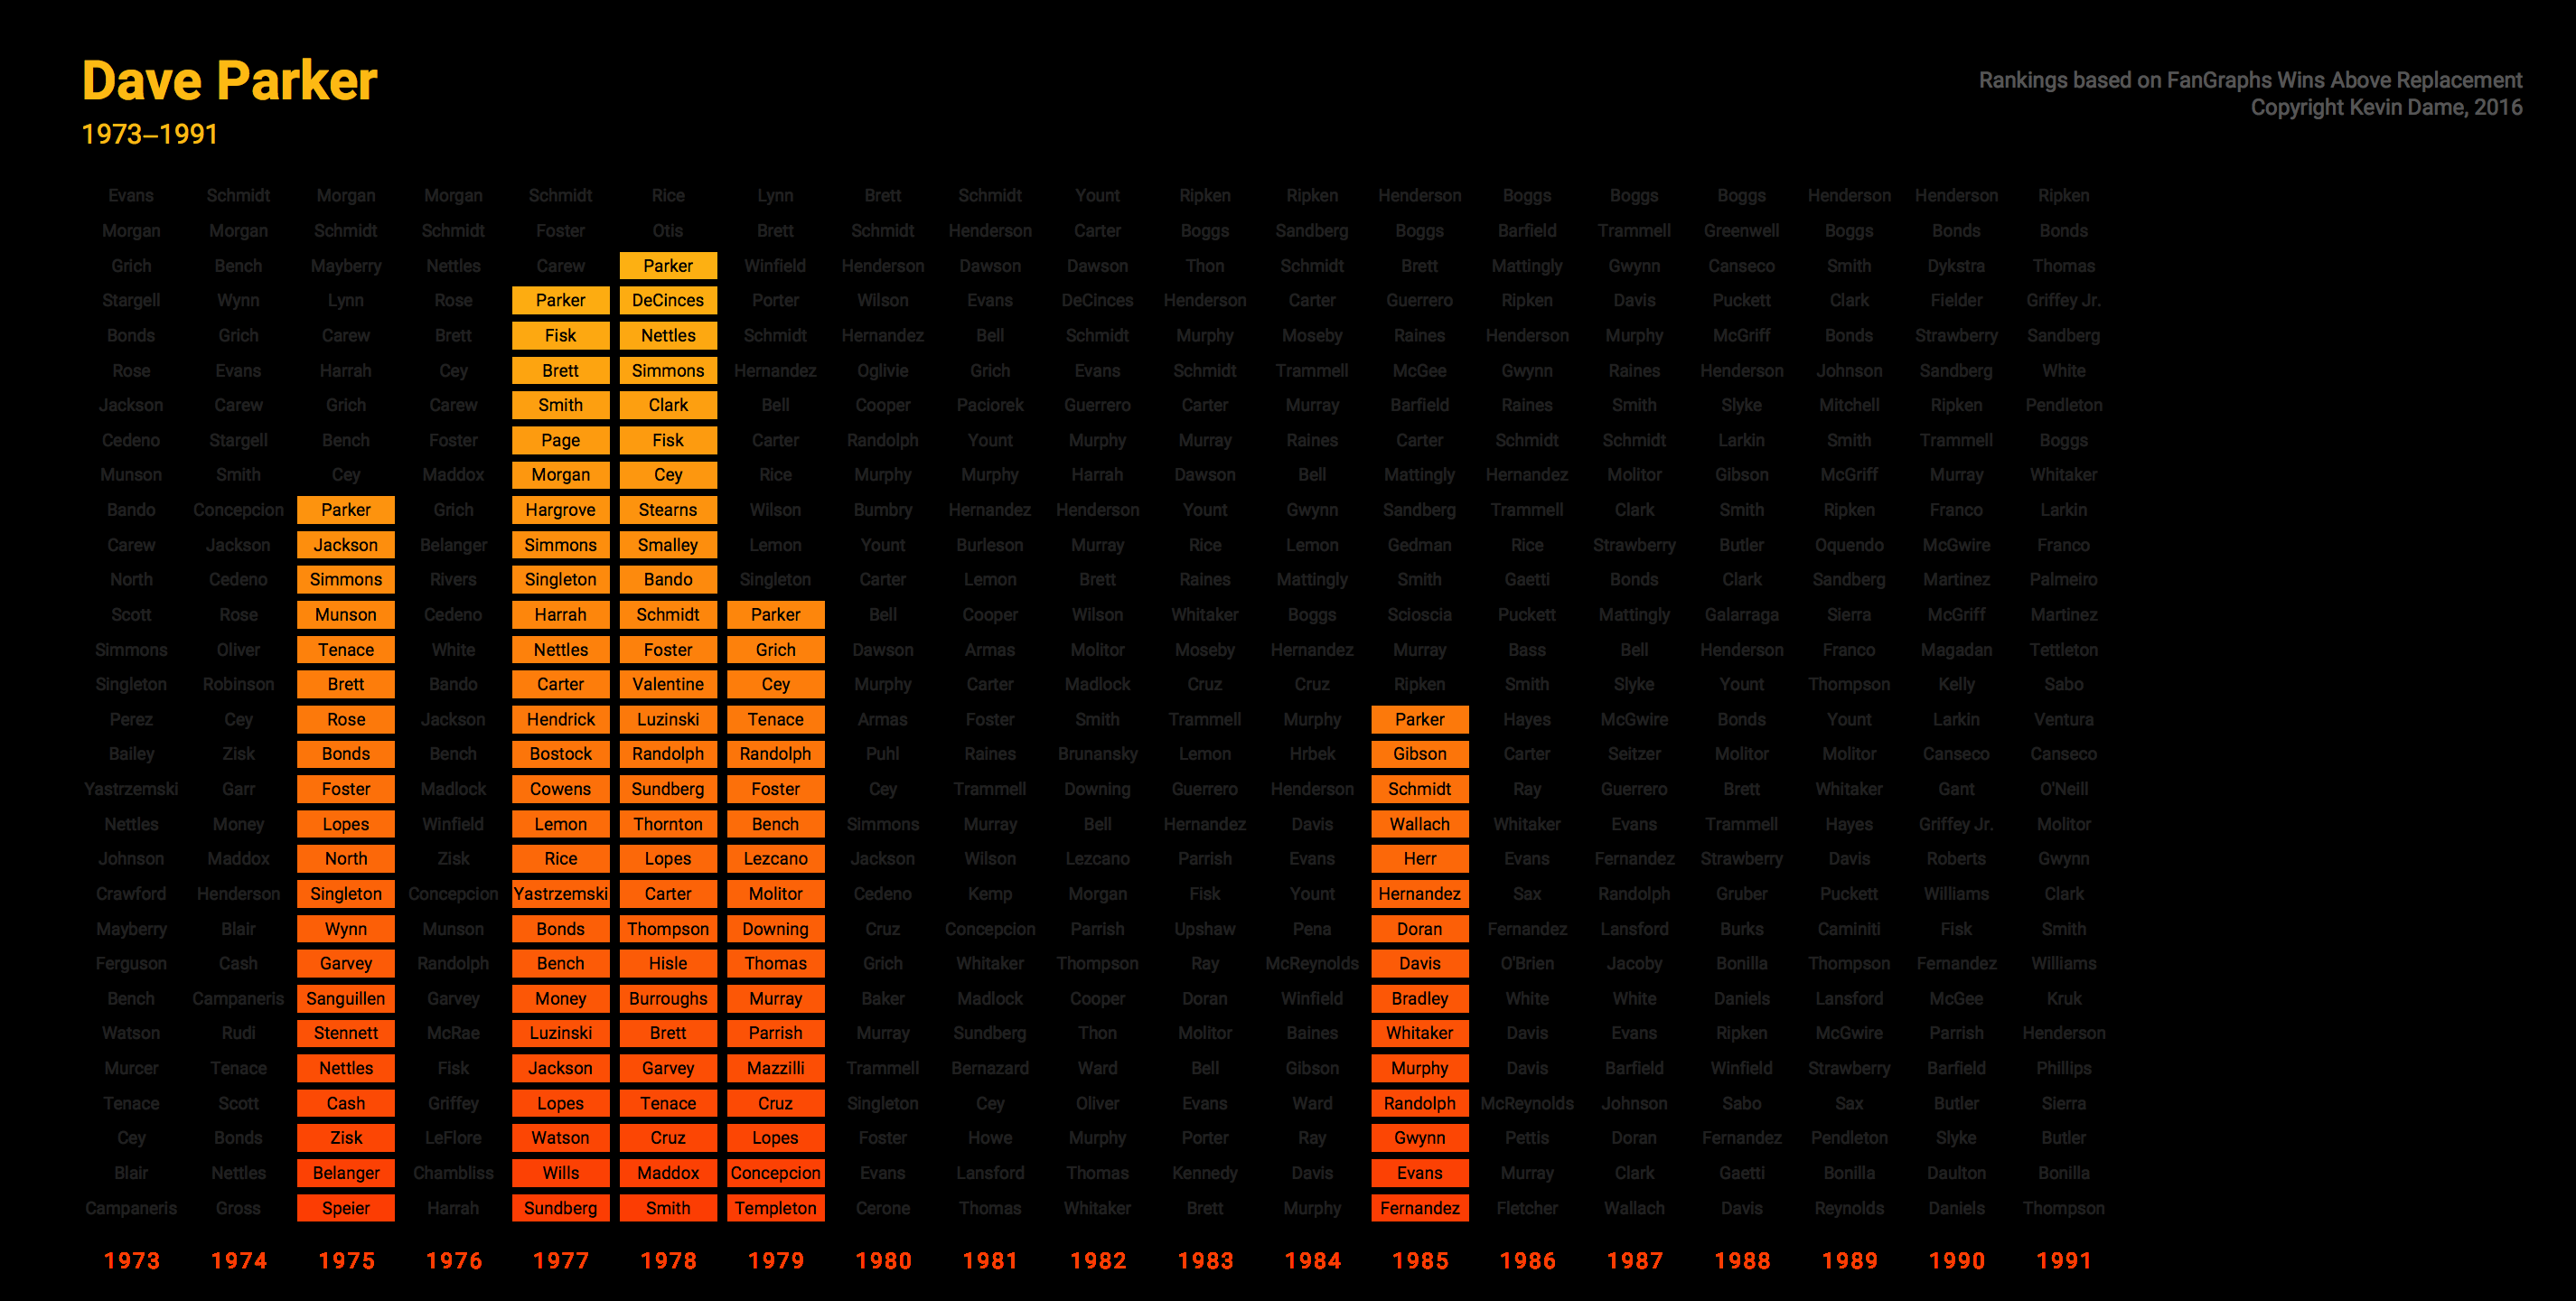 Dave Parker
1973–1991
Rankings based on FanGraphs Wins Above Replacement
Copyright Kevin Dame, 2016
Evans Schmidt Morgan Morgan Schmidt Rice Lynn Brett Schmidt Yount Ripken Ripken Henderson Boggs Boggs Boggs Henderson Henderson Ripken
Morgan Morgan Schmidt Schmidt Foster Otis Brett Schmidt Henderson Carter Boggs Sandberg Boggs Barfield Trammell Greenwell Boggs Bonds Bonds
Grich Bench Mayberry Nettles Carew Parker Winfield Henderson Dawson Dawson Thon Schmidt Brett Mattingly Gwynn Canseco Smith Dykstra Thomas
Stargell Wynn Lynn Rose Parker DeCinces Porter Wilson Evans DeCinces Henderson Carter Guerrero Ripken Davis Puckett Clark Fielder Griffey Jr.
Bonds Grich Carew Brett Fisk Nettles Schmidt Hernandez Bell Schmidt Murphy Moseby Raines Henderson Murphy McGriff Bonds Strawberry Sandberg
Rose Evans Harrah Cey Brett Simmons Hernandez Oglivie Grich Evans Schmidt Trammell McGee Gwynn Raines Henderson Johnson Sandberg White
Jackson Carew Grich Carew Smith Clark Bell Cooper Paciorek Guerrero Carter Murray Barfield Raines Smith Slyke Mitchell Ripken Pendleton
Cedeno Stargell Bench Foster Page Fisk Carter Randolph Yount Murphy Murray Raines Carter Schmidt Schmidt Larkin Smith Trammell Boggs
Munson Smith Cey Maddox Morgan Cey Rice Murphy Murphy Harrah Dawson Bell Mattingly Hernandez Molitor Gibson McGriff Murray Whitaker
Bando Concepcion Parker Grich Hargrove Stearns Wilson Bumbry Hernandez Henderson Yount Gwynn Sandberg Trammell Clark Smith Ripken Franco Larkin
Carew Jackson Jackson Belanger Simmons Smalley Lemon Yount Burleson Murray Rice Lemon Gedman Rice Strawberry Butler Oquendo McGwire Franco
North Cedeno Simmons Rivers Singleton Bando Singleton Carter Lemon Brett Raines Mattingly Smith Gaetti Bonds Clark Sandberg Martinez Palmeiro
Scott Rose Munson Cedeno Harrah Schmidt Parker Bell Cooper Wilson Whitaker Boggs Scioscia Puckett Mattingly Galarraga Sierra McGriff Martinez
Simmons Oliver Tenace White Nettles Foster Grich Dawson Armas Molitor Moseby Hernandez Murray Bass Bell Henderson Franco Magadan Tettleton
Singleton Robinson Brett Bando Carter Valentine Cey Murphy Carter Madlock Cruz Cruz Ripken Smith Slyke Yount Thompson Kelly Sabo
Perez Cey Rose Jackson Hendrick Luzinski Tenace Armas Foster Smith Trammell Murphy Parker Hayes McGwire Bonds Yount Larkin Ventura
Bailey Zisk Bonds Bench Bostock Randolph Randolph Puhl Raines Brunansky Lemon Hrbek Gibson Carter Seitzer Molitor Molitor Canseco Canseco
Yastrzemski Garr Foster Madlock Cowens Sundberg Foster Cey Trammell Downing Guerrero Henderson Schmidt Ray Guerrero Brett Whitaker Gant O'Neill
Nettles Money Lopes Winfield Lemon Thornton Bench Simmons Murray Bell Hernandez Davis Wallach Whitaker Evans Trammell Hayes Griffey Jr. Molitor
Johnson Maddox North Zisk Rice Lopes Lezcano Jackson Wilson Lezcano Parrish Evans Herr Evans Fernandez Strawberry Davis Roberts Gwynn
Crawford Henderson Singleton Concepcion Yastrzemski Carter Molitor Cedeno Kemp Morgan Fisk Yount Hernandez Sax Randolph Gruber Puckett Williams Clark
Mayberry Blair Wynn Munson Bonds Thompson Downing Cruz Concepcion Parrish Upshaw Pena Doran Fernandez Lansford Burks Caminiti Fisk Smith
Ferguson Cash Garvey Randolph Bench Hisle Thomas Grich Whitaker Thompson Ray McReynolds Davis O'Brien Jacoby Bonilla Thompson Fernandez Williams
Bench Campaneris Sanguillen Garvey Money Burroughs Murray Baker Madlock Cooper Doran Winfield Bradley White White Daniels Lansford McGee Kruk
Watson Rudi Stennett McRae Luzinski Brett Parrish Murray Sundberg Thon Molitor Baines Whitaker Davis Evans Ripken McGwire Parrish Henderson
Murcer Tenace Nettles Fisk Jackson Garvey Mazzilli Trammell Bernazard Ward Bell Gibson Murphy Davis Barfield Winfield Strawberry Barfield Phillips
Tenace Scott Cash Griffey Lopes Tenace Cruz Singleton Cey Oliver Evans Ward Randolph McReynolds Johnson Sabo Sax Butler Sierra
Cey Bonds Zisk LeFlore Watson Cruz Lopes Foster Howe Murphy Porter Ray Gwynn Pettis Doran Fernandez Pendleton Slyke Butler
Blair Nettles Belanger Chambliss Wills Maddox Concepcion Evans Lansford Thomas Kennedy Davis Evans Murray Clark Gaetti Bonilla Daulton Bonilla
Campaneris Gross Speier Harrah Sundberg Smith Templeton Cerone Thomas Whitaker Brett Murphy Fernandez Fletcher Wallach Davis Reynolds Daniels Thompson
1973 1974 1975 1976 1977 1978 1979 1980 1981 1982 1983 1984 1985 1986 1987 1988 1989 1990 1991